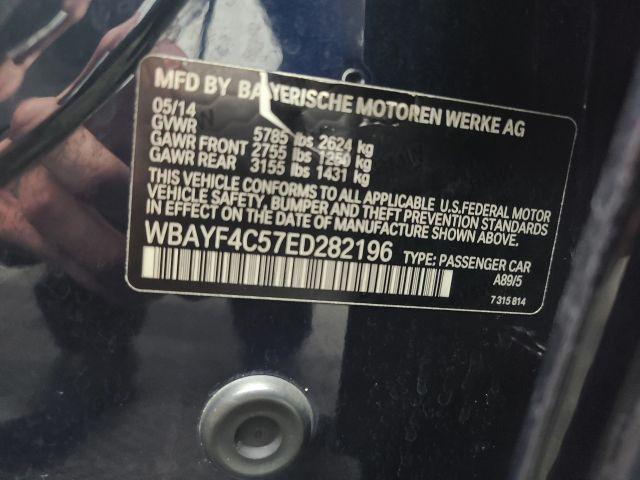 MFD BY BAYERISCHE MOTOREN WERKE AG
05/14
GVWR 5785 lbs 2624 kg
GAWR FRONT 2755 lbs 1250 kg
GAWR REAR 3155 lbs 1431 kg
THIS VEHICLE CONFORMS TO ALL APPLICABLE U.S.FEDERAL MOTOR
VEHICLE SAFETY, BUMPER AND THEFT PREVENTION STANDARDS
IN EFFECT ON THE DATE OF MANUFACTURE SHOWN ABOVE.
WBAYF4C57ED282196 TYPE: PASSENGER CAR
A89/5
7 315 814